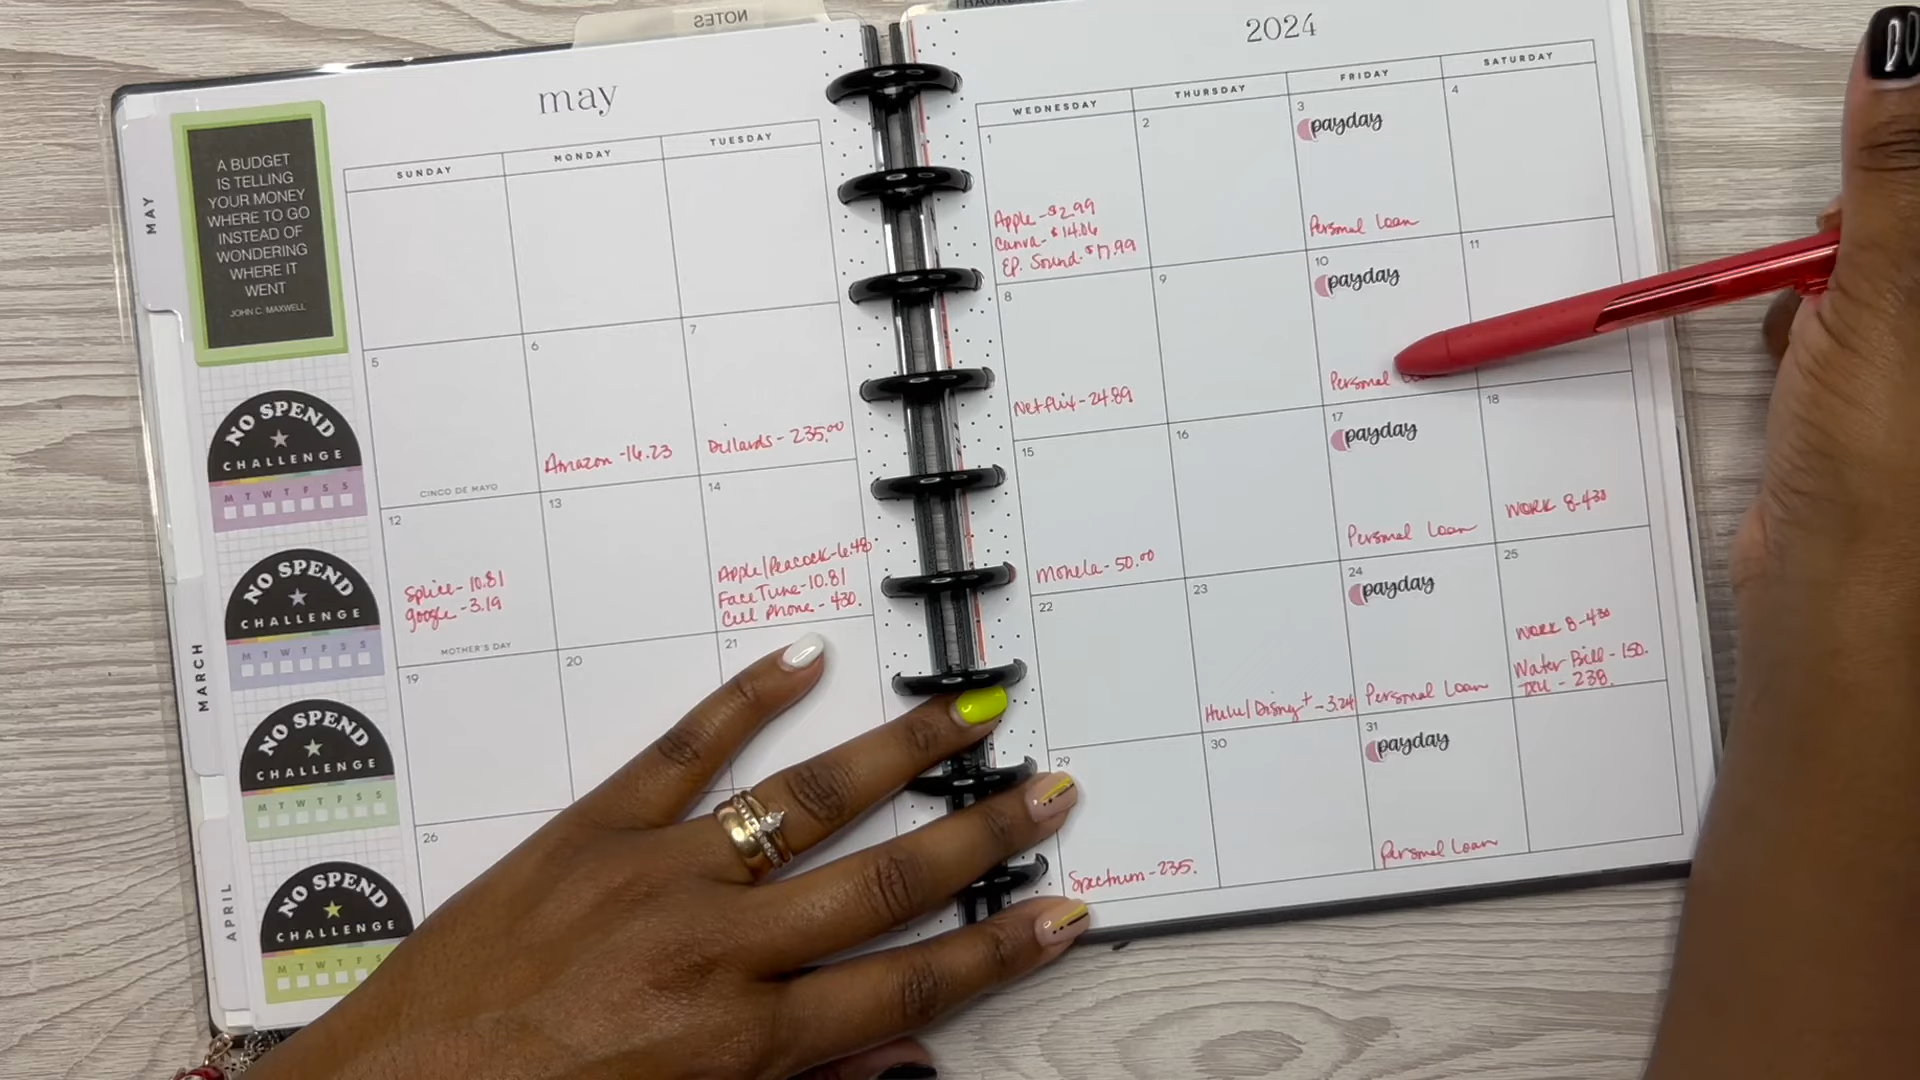 NOTES
may
2024
MAY
MARCH
APRIL
A BUDGET
IS TELLING
YOUR MONEY
WHERE TO GO
INSTEAD OF
WONDERING
WHERE IT
WENT
JOHN C. MAXWELL
NO SPEND
CHALLENGE
M T W T F S S
NO SPEND
CHALLENGE
M T W T F S S
NO SPEND
CHALLENGE
M T W T F S S
NO SPEND
CHALLENGE
M T W T F S S
SUNDAY MONDAY TUESDAY
WEDNESDAY THURSDAY FRIDAY SATURDAY
1
Apple - $2.99
Canva - $14.06
Ep. Sound - $17.99
2
3
payday
Personal Loan
4
5
CINCO DE MAYO
6
Amazon - 16.23
7
Dillards - 235.00
8
Netflix - 24.89
9
10
payday
Personal
11
12
Splice - 10.81
google - 3.19
MOTHER'S DAY
13
14
Apple/Peacock - 6.48
FaceTune - 10.81
Cell Phone - 430.
15
Mohela - 50.00
16
17
payday
Personal Loan
18
WORK 8-430
19
20
21
22
23
Hulu/Disny+ - 3.24
24
payday
Personal Loan
25
WORK 8-430
Water Bill - 150.
TXU - 238.
26
29
Spectrum - 235.
30
31
payday
Personal Loan